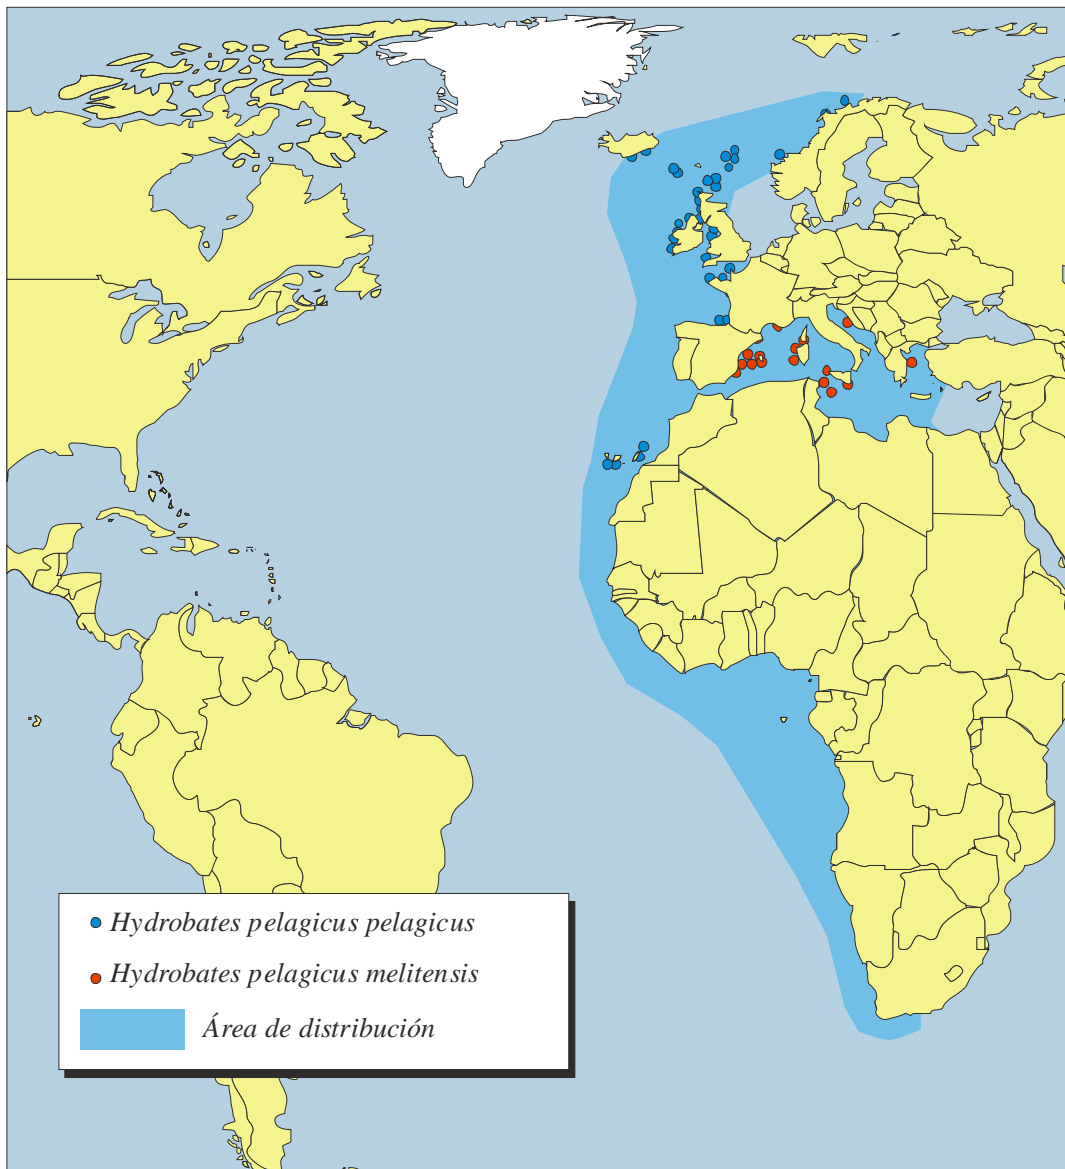 Hydrobates pelagicus pelagicus
Hydrobates pelagicus melitensis
Área de distribución